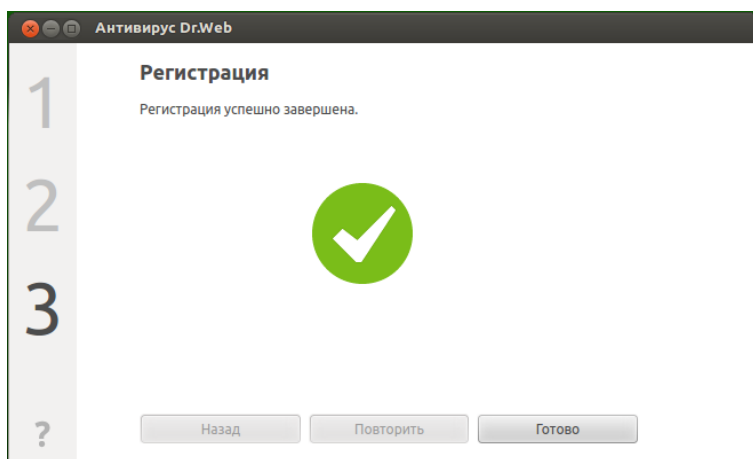 Антивирус Dr.Web
Регистрация
Регистрация успешно завершена.
1
2
3
?
Назад Повторить Готово